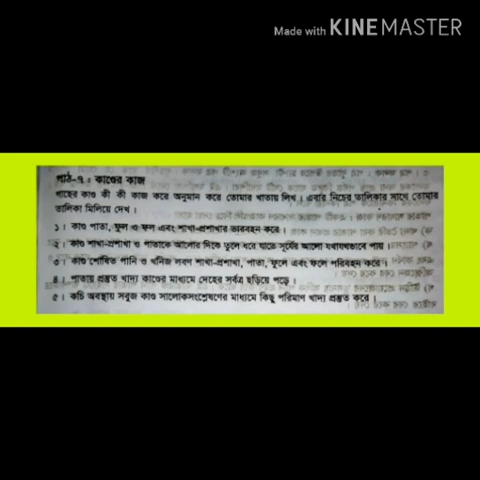 Made with KINEMASTER
পাঠ-৭ : কাণ্ডের কাজ
গাছের কাণ্ড কী কী কাজ করে অনুমান করে তোমার খাতায় লিখ। এবার নিচের তালিকার সাথে তোমার
তালিকা মিলিয়ে দেখ।
১। কাণ্ড পাতা, ফুল ও ফল এবং শাখা-প্রশাখার ভারবহন করে।
২। কাণ্ড শাখা-প্রশাখা ও পাতাকে আলোর দিকে তুলে ধরে যাতে সূর্যের আলো যথাযথভাবে পায়।
৩। কাণ্ড শোষিত পানি ও খনিজ লবণ শাখা-প্রশাখা, পাতা, ফুলে এবং ফলে পরিবহন করে।
৪। পাতায় প্রস্তুত খাদ্য কাণ্ডের মাধ্যমে দেহের সর্বত্র ছড়িয়ে পড়ে।
৫। কচি অবস্থায় সবুজ কাণ্ড সালোকসংশ্লেষণের মাধ্যমে কিছু পরিমাণ খাদ্য প্রস্তুত করে।